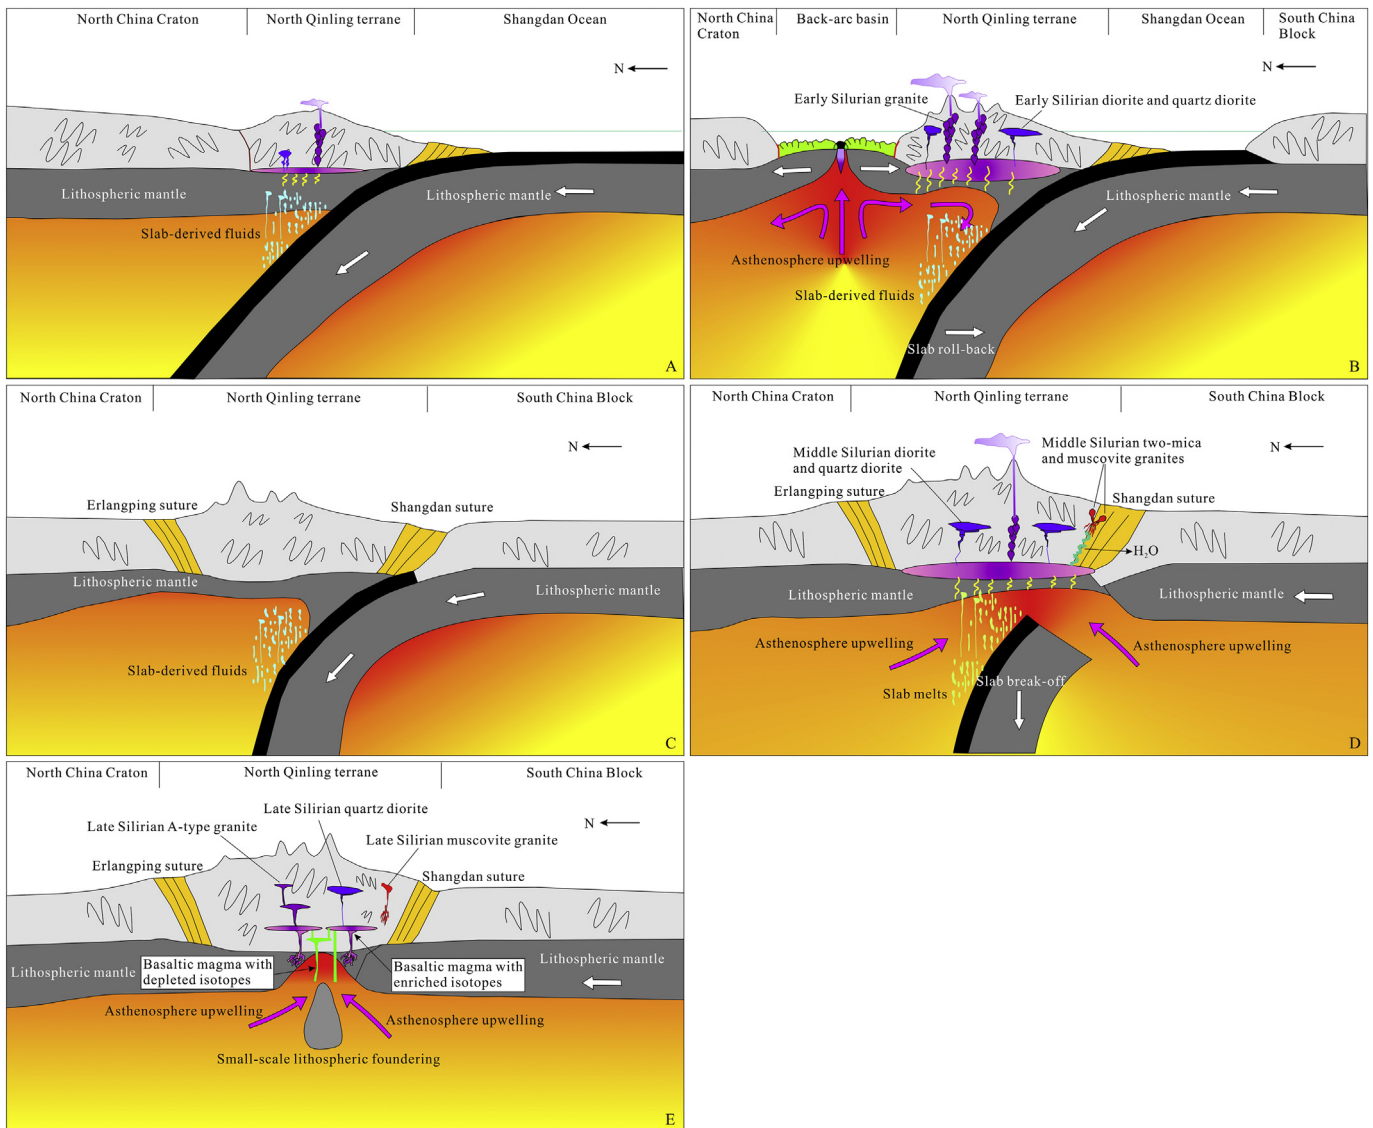 North China Craton
North Qinling terrane
Shangdan Ocean
N
Lithospheric mantle
Lithospheric mantle
Slab-derived fluids
A
North China
Craton
Back-arc basin
North Qinling terrane
Shangdan Ocean
South China
Block
N
Early Silurian granite
Early Silirian diorite and quartz diorite
Lithospheric mantle
Asthenosphere upwelling
Slab-derived fluids
Slab roll-back
B
North China Craton
North Qinling terrane
South China Block
N
Erlangping suture
Shangdan suture
Lithospheric mantle
Lithospheric mantle
Slab-derived fluids
C
North China Craton
North Qinling terrane
South China Block
N
Middle Silurian diorite
and quartz diorite
Middle Silurian two-mica
and muscovite granites
Erlangping suture
Shangdan suture
H₂O
Lithospheric mantle
Lithospheric mantle
Asthenosphere upwelling
Asthenosphere upwelling
Slab break-off
Slab melts
D
North China Craton
North Qinling terrane
South China Block
N
Late Silirian quartz diorite
Late Silirian A-type granite
Late Silirian muscovite granite
Erlangping suture
Shangdan suture
Lithospheric mantle
Basaltic magma with
depleted isotopes
Basaltic magma with
enriched isotopes
Lithospheric mantle
Asthenosphere upwelling
Asthenosphere upwelling
Small-scale lithospheric foundering
E